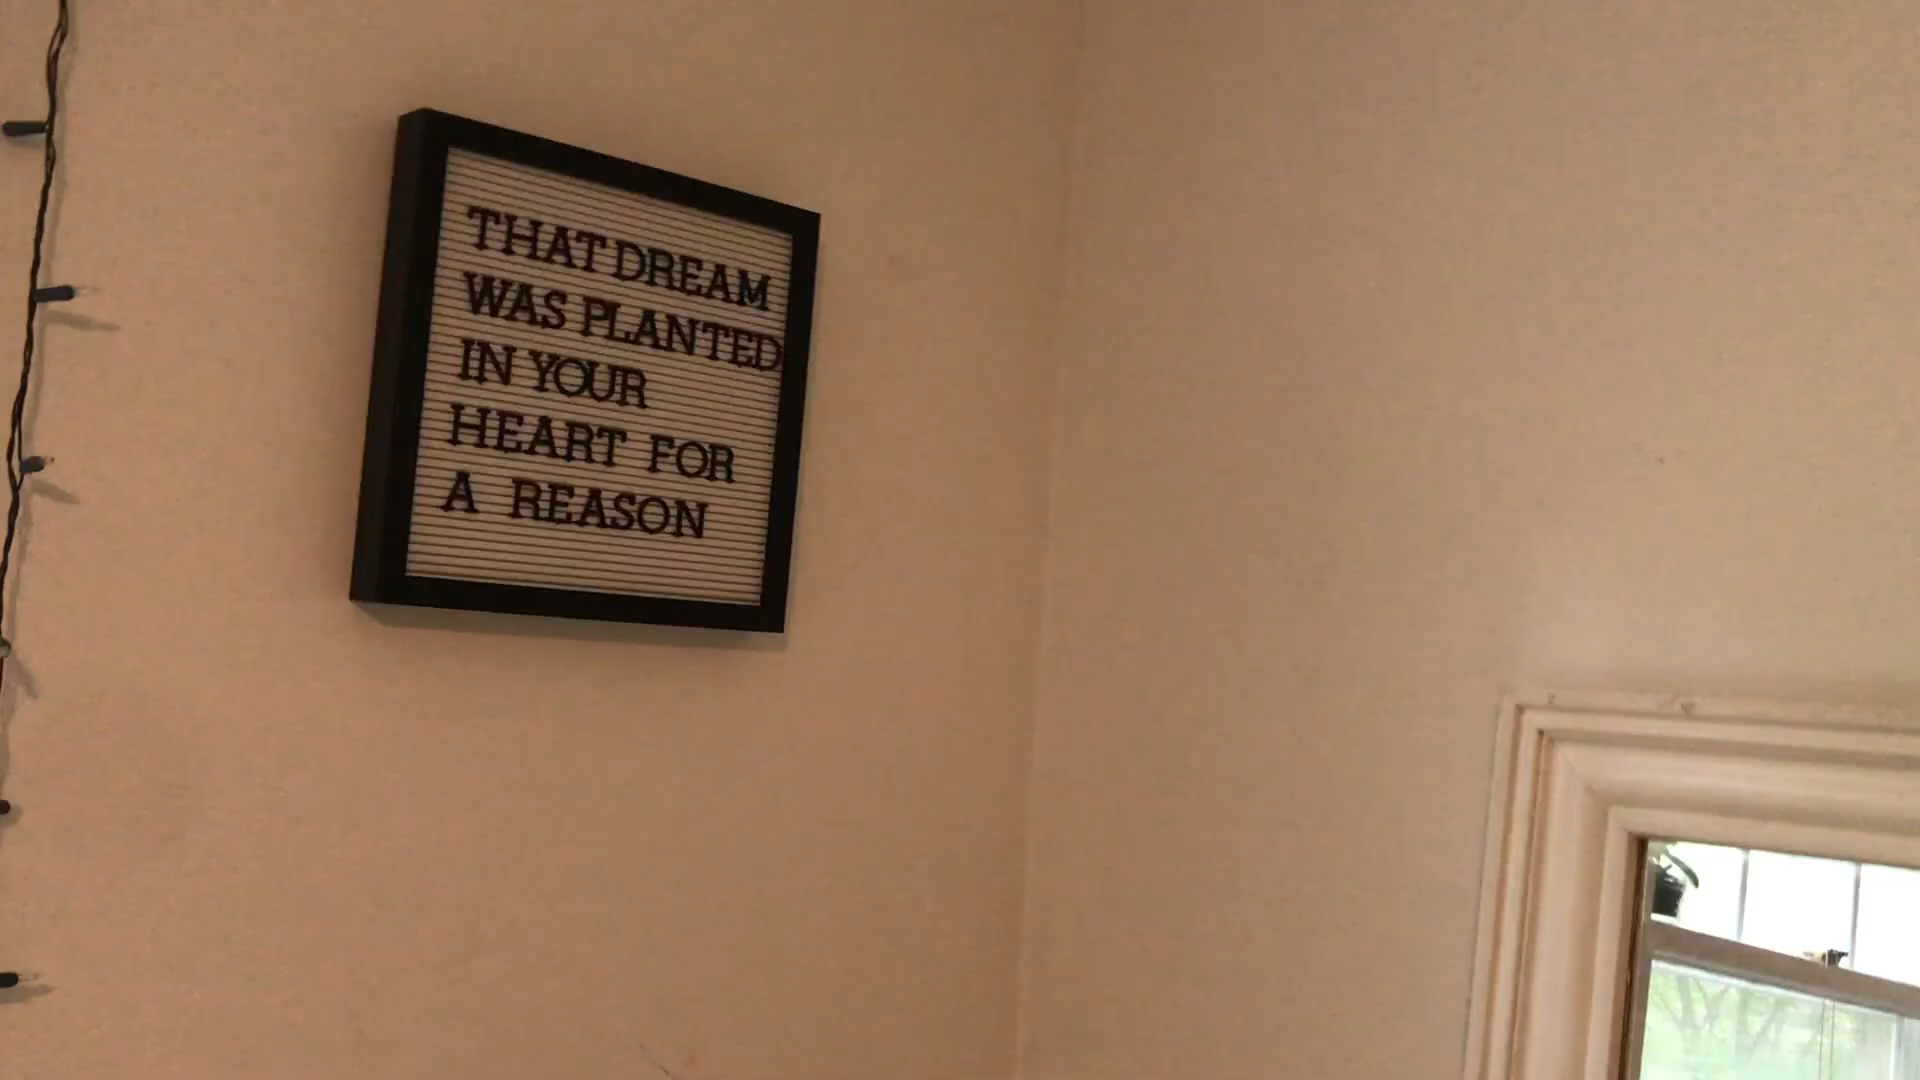 THAT DREAM
WAS PLANTED
IN YOUR
HEART FOR
A REASON